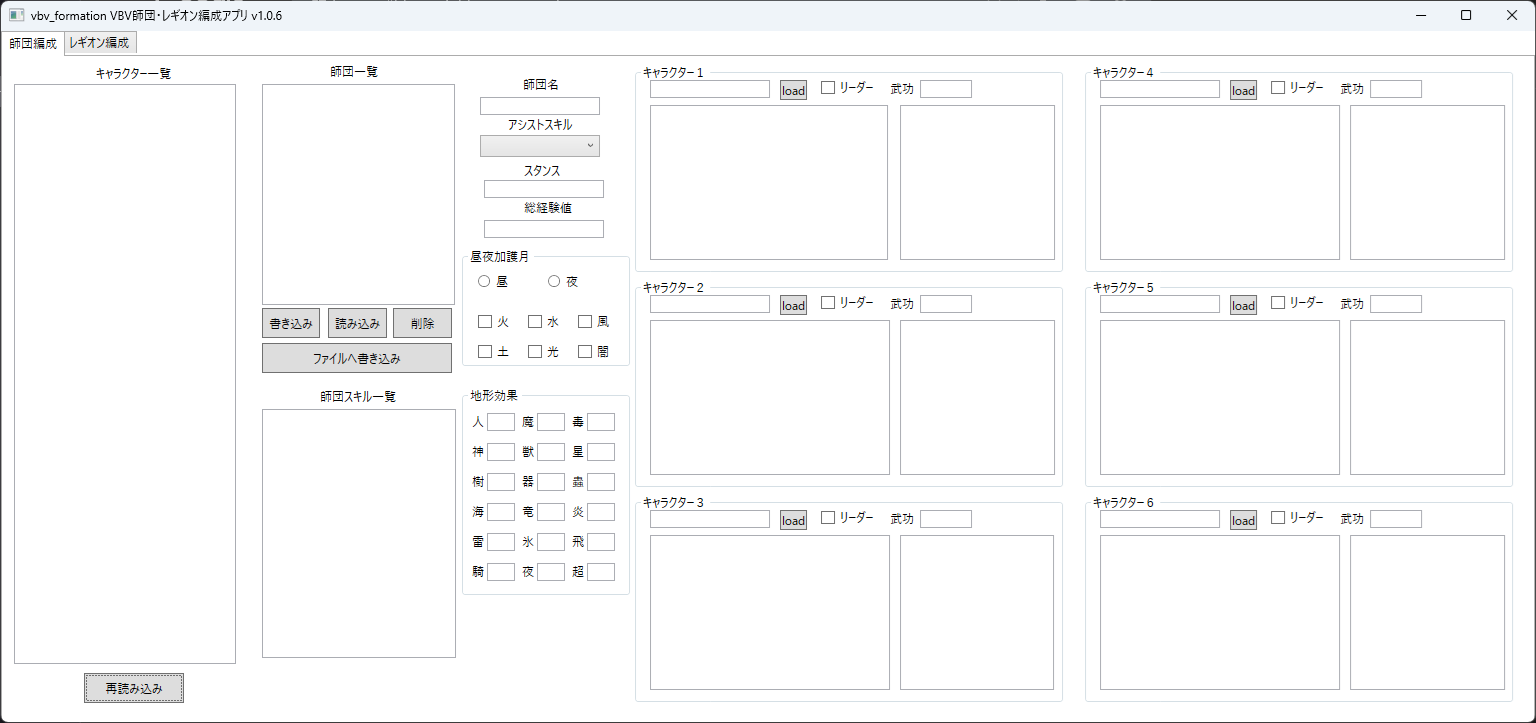 vbv_formation VBV師団・レギオン編成アプリ v1.0.6
師団編成 レギオン編成
キャラクター一覧
師団一覧
書き込み 読み込み 削除
ファイルへ書き込み
師団スキル一覧
再読み込み
師団名
アシストスキル
スタンス
総経験値
昼夜加護月
昼 夜
火 水 風
土 光 闇
地形効果
人 魔 毒
神 獣 星
樹 器 蟲
海 竜 炎
雷 氷 飛
騎 夜 超
キャラクター1
load リーダー 武功
キャラクター2
load リーダー 武功
キャラクター3
load リーダー 武功
キャラクター4
load リーダー 武功
キャラクター5
load リーダー 武功
キャラクター6
load リーダー 武功